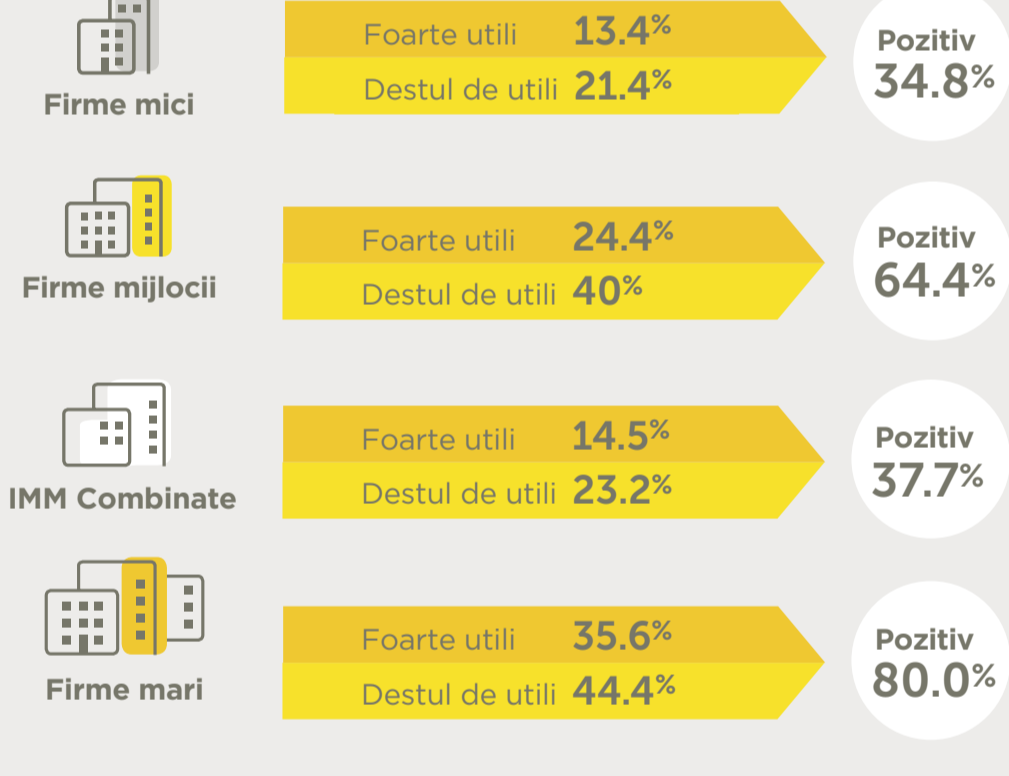 Firme mici
Foarte utili 13.4%
Destul de utili 21.4%
Pozitiv
34.8%
Firme mijlocii
Foarte utili 24.4%
Destul de utili 40%
Pozitiv
64.4%
IMM Combinate
Foarte utili 14.5%
Destul de utili 23.2%
Pozitiv
37.7%
Firme mari
Foarte utili 35.6%
Destul de utili 44.4%
Pozitiv
80.0%